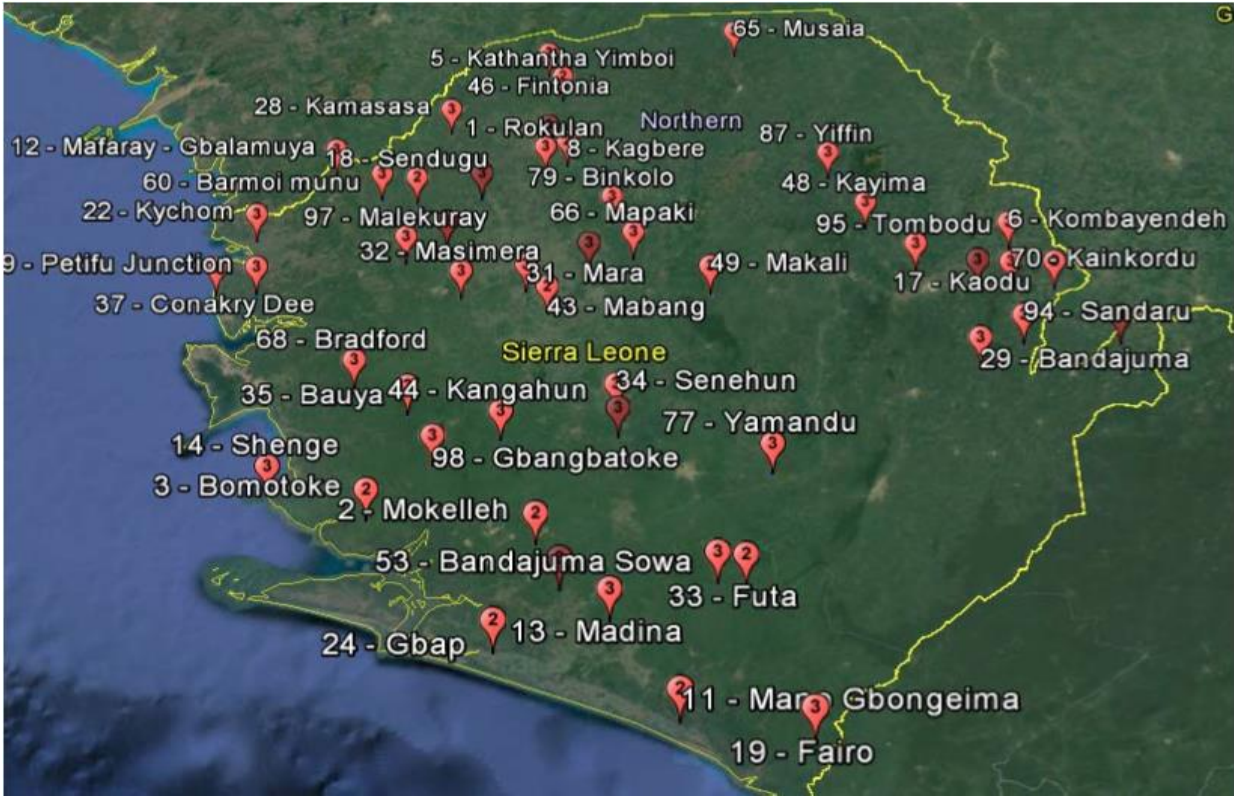 G
65 - Musaia
5 - Kathantha Yimboi
46 - Fintonia
28 - Kamasasa
1 - Rokulan
Northern
87 - Yiffin
12 - Mafaray - Gbalamuya
18 - Sendugu
8 - Kagbere
60 - Barmoi munu
79 - Binkolo
48 - Kayima
22 - Kychom
97 - Malekuray
66 - Mapaki
95 - Tombodu
6 - Kombayendeh
32 - Masimera
9 - Petifu Junction
31 - Mara
49 - Makali
70 - Kainkordu
17 - Kaodu
37 - Conakry Dee
43 - Mabang
94 - Sandaru
68 - Bradford
Sierra Leone
29 - Bandajuma
35 - Bauya
44 - Kangahun
34 - Senehun
77 - Yamandu
14 - Shenge
98 - Gbangbatoke
3 - Bomotoke
2 - Mokelleh
53 - Bandajuma Sowa
33 - Futa
24 - Gbap
13 - Madina
11 - Mano Gbongeima
19 - Fairo